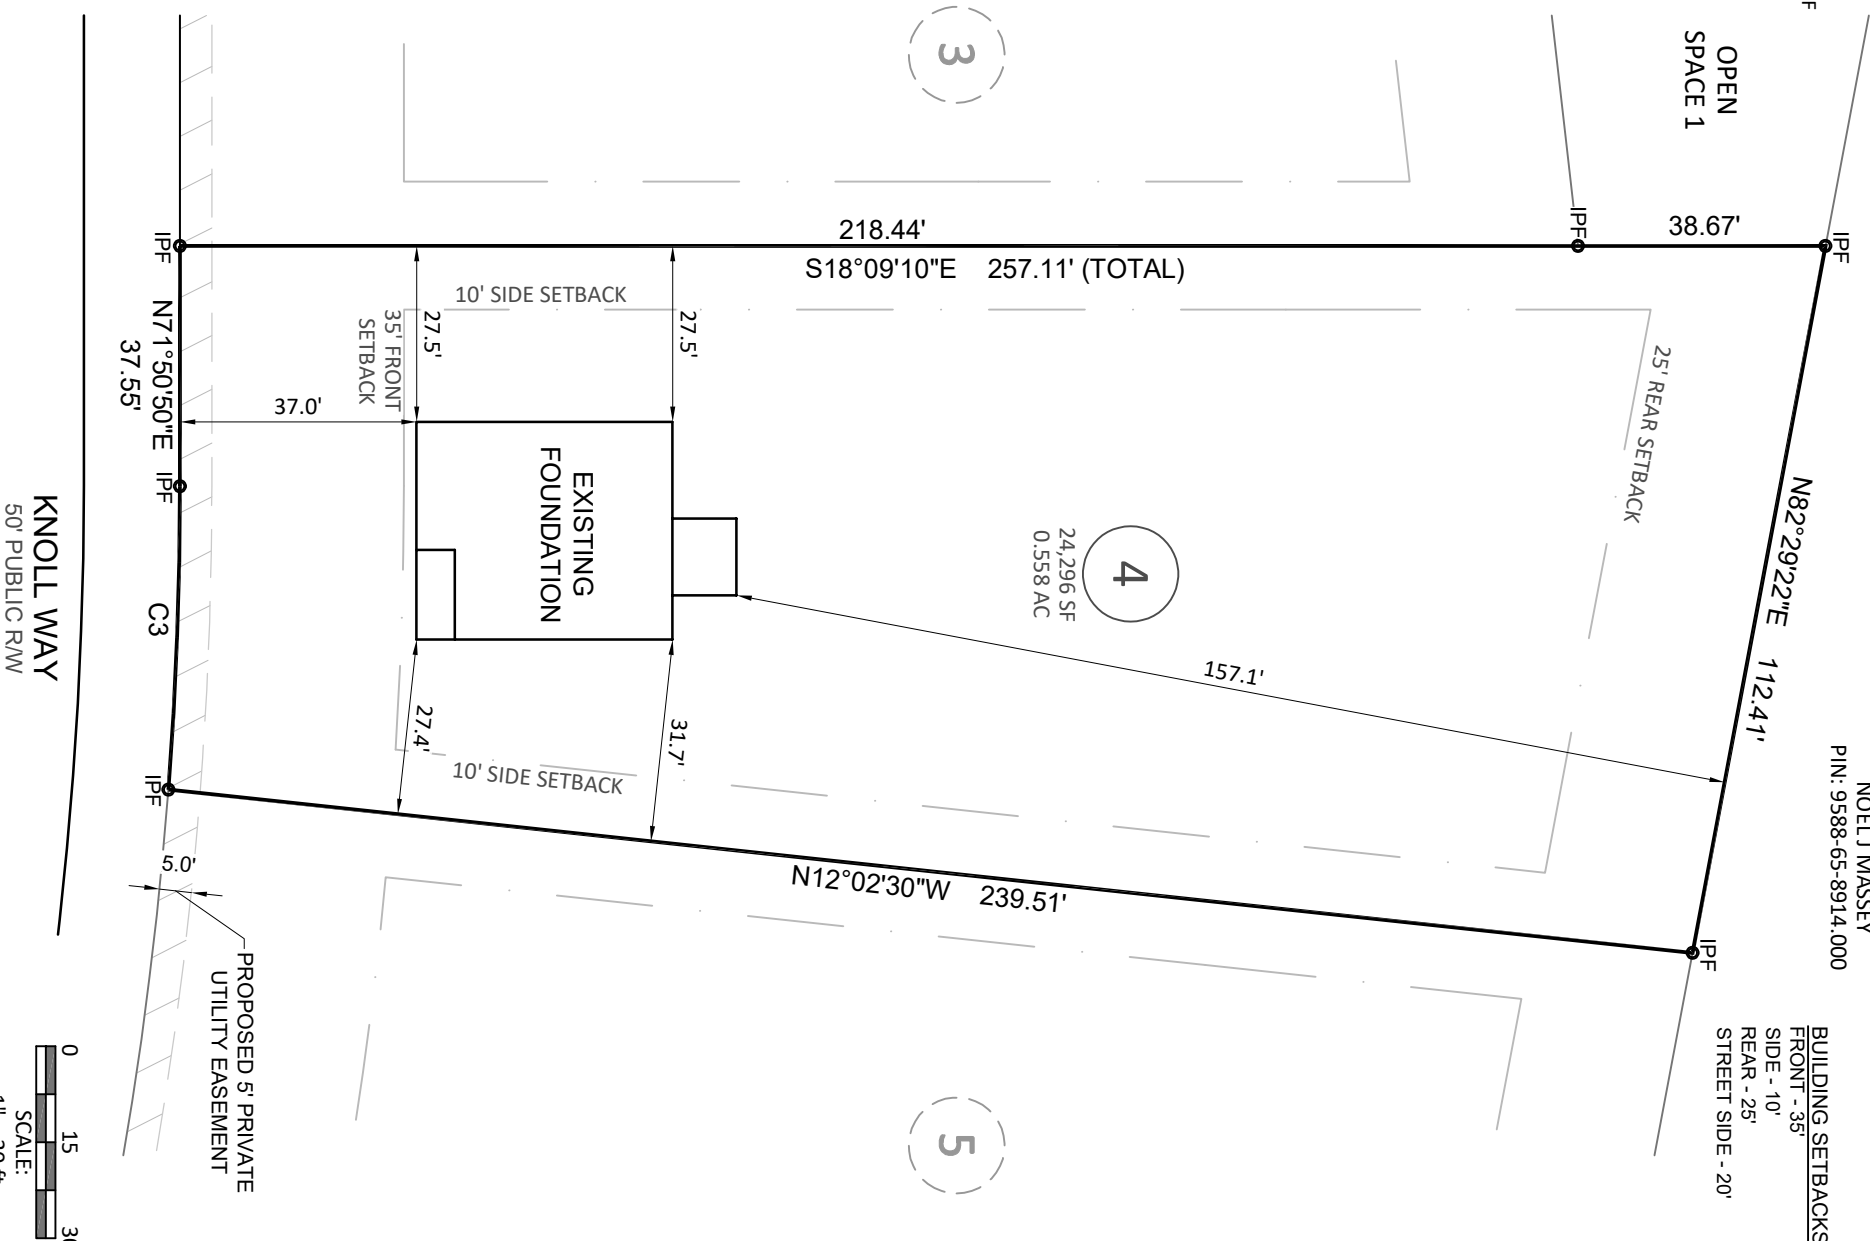 F
OPEN
SPACE 1
3
IPF
38.67'
IPF
218.44'
S18°09'10"E 257.11' (TOTAL)
IPF
10' SIDE SETBACK
27.5'
27.5'
35' FRONT
SETBACK
25' REAR SETBACK
N71°50'50"E
37.55'
37.0'
IPF
EXISTING
FOUNDATION
4
24,296 SF
0.558 AC
N82°29'22"E 112.41'
157.1'
KNOLL WAY
50' PUBLIC R/W
C3
27.4'
31.7'
10' SIDE SETBACK
IPF
N12°02'30"W 239.51'
IPF
NOEL J MASSEY
PIN: 9588-65-8914.000
5.0'
PROPOSED 5' PRIVATE
UTILITY EASEMENT
5
BUILDING SETBACKS
FRONT - 35'
SIDE - 10'
REAR - 25'
STREET SIDE - 20'
0 15
SCALE: